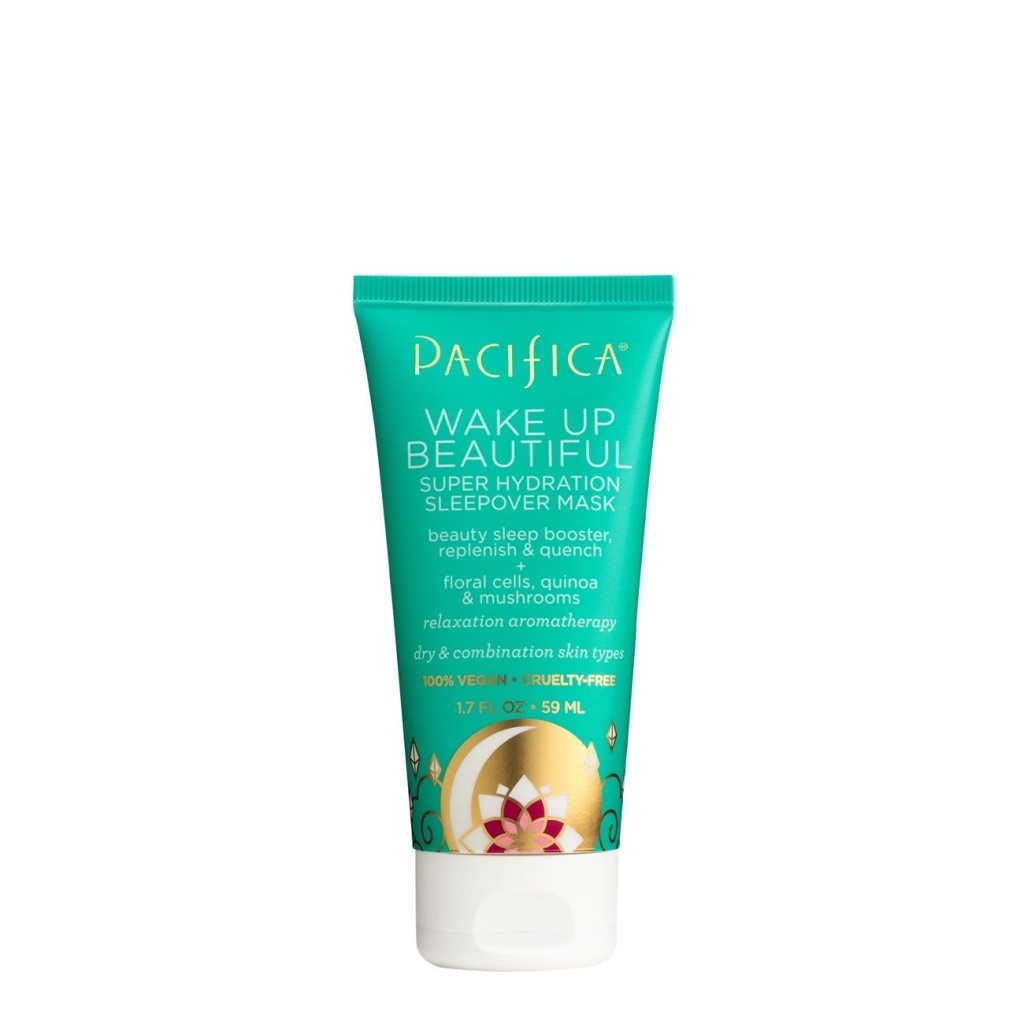 PACIFICA®
WAKE UP
BEAUTIFUL
SUPER HYDRATION
SLEEPOVER MASK
beauty sleep booster,
replenish & quench
+
floral cells, quinoa
& mushrooms
relaxation aromatherapy
dry & combination skin types
100% VEGAN • CRUELTY-FREE
1.7 FL OZ • 59 ML